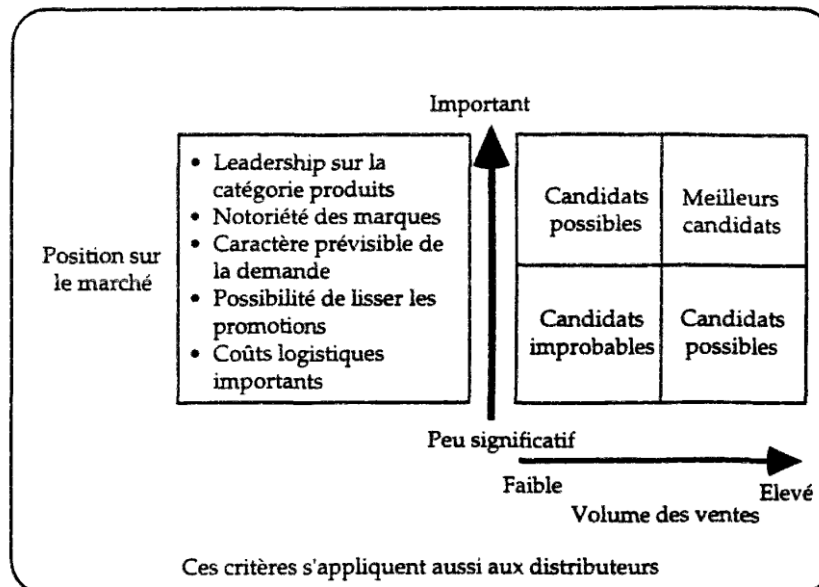 Important
• Leadership sur la
catégorie produits
• Notoriété des marques
• Caractère prévisible de
la demande
• Possibilité de lisser les
promotions
• Coûts logistiques
importants
Position sur
le marché
Candidats
possibles
Meilleurs
candidats
Candidats
improbables
Candidats
possibles
Peu significatif
Faible
Elevé
Volume des ventes
Ces critères s'appliquent aussi aux distributeurs